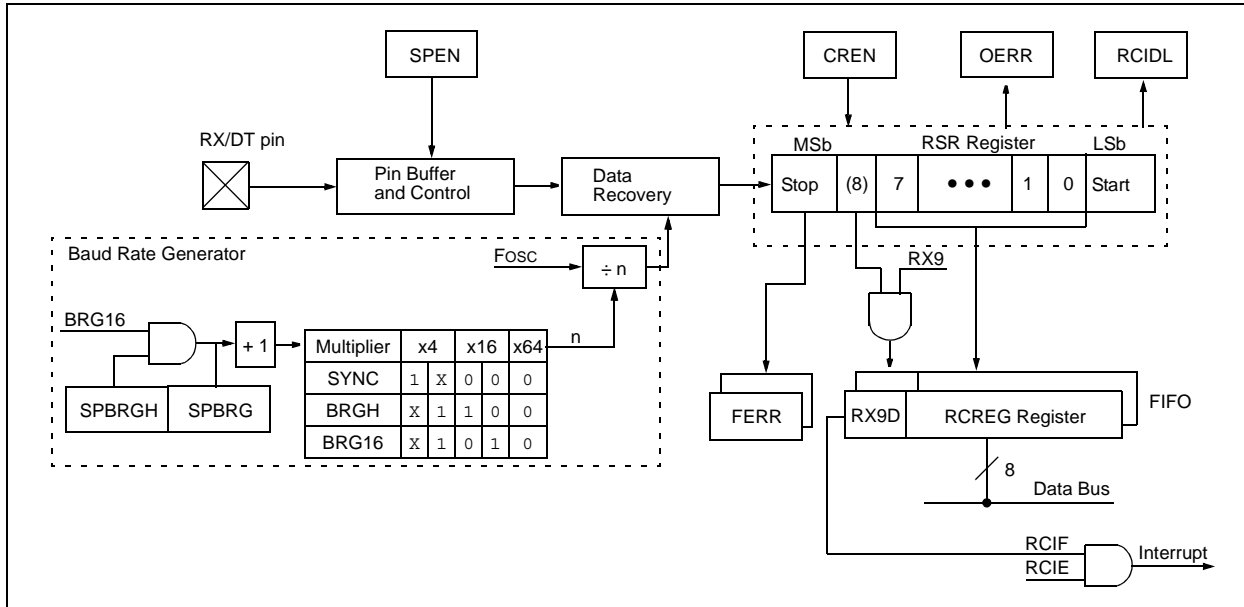 SPEN
CREN
OERR
RCIDL
RX/DT pin
Pin Buffer
and Control
Data
Recovery
MSb
RSR Register
LSb
Stop (8) 7 ••• 1 0 Start
Baud Rate Generator
FOSC
÷ n
RX9
BRG16
+ 1
n
Multiplier x4 x16 x64
SYNC 1 X 0 0 0
BRGH X 1 1 0 0
BRG16 X 1 0 1 0
SPBRGH SPBRG
FERR
RX9D RCREG Register
FIFO
8
Data Bus
RCIF
RCIE
Interrupt